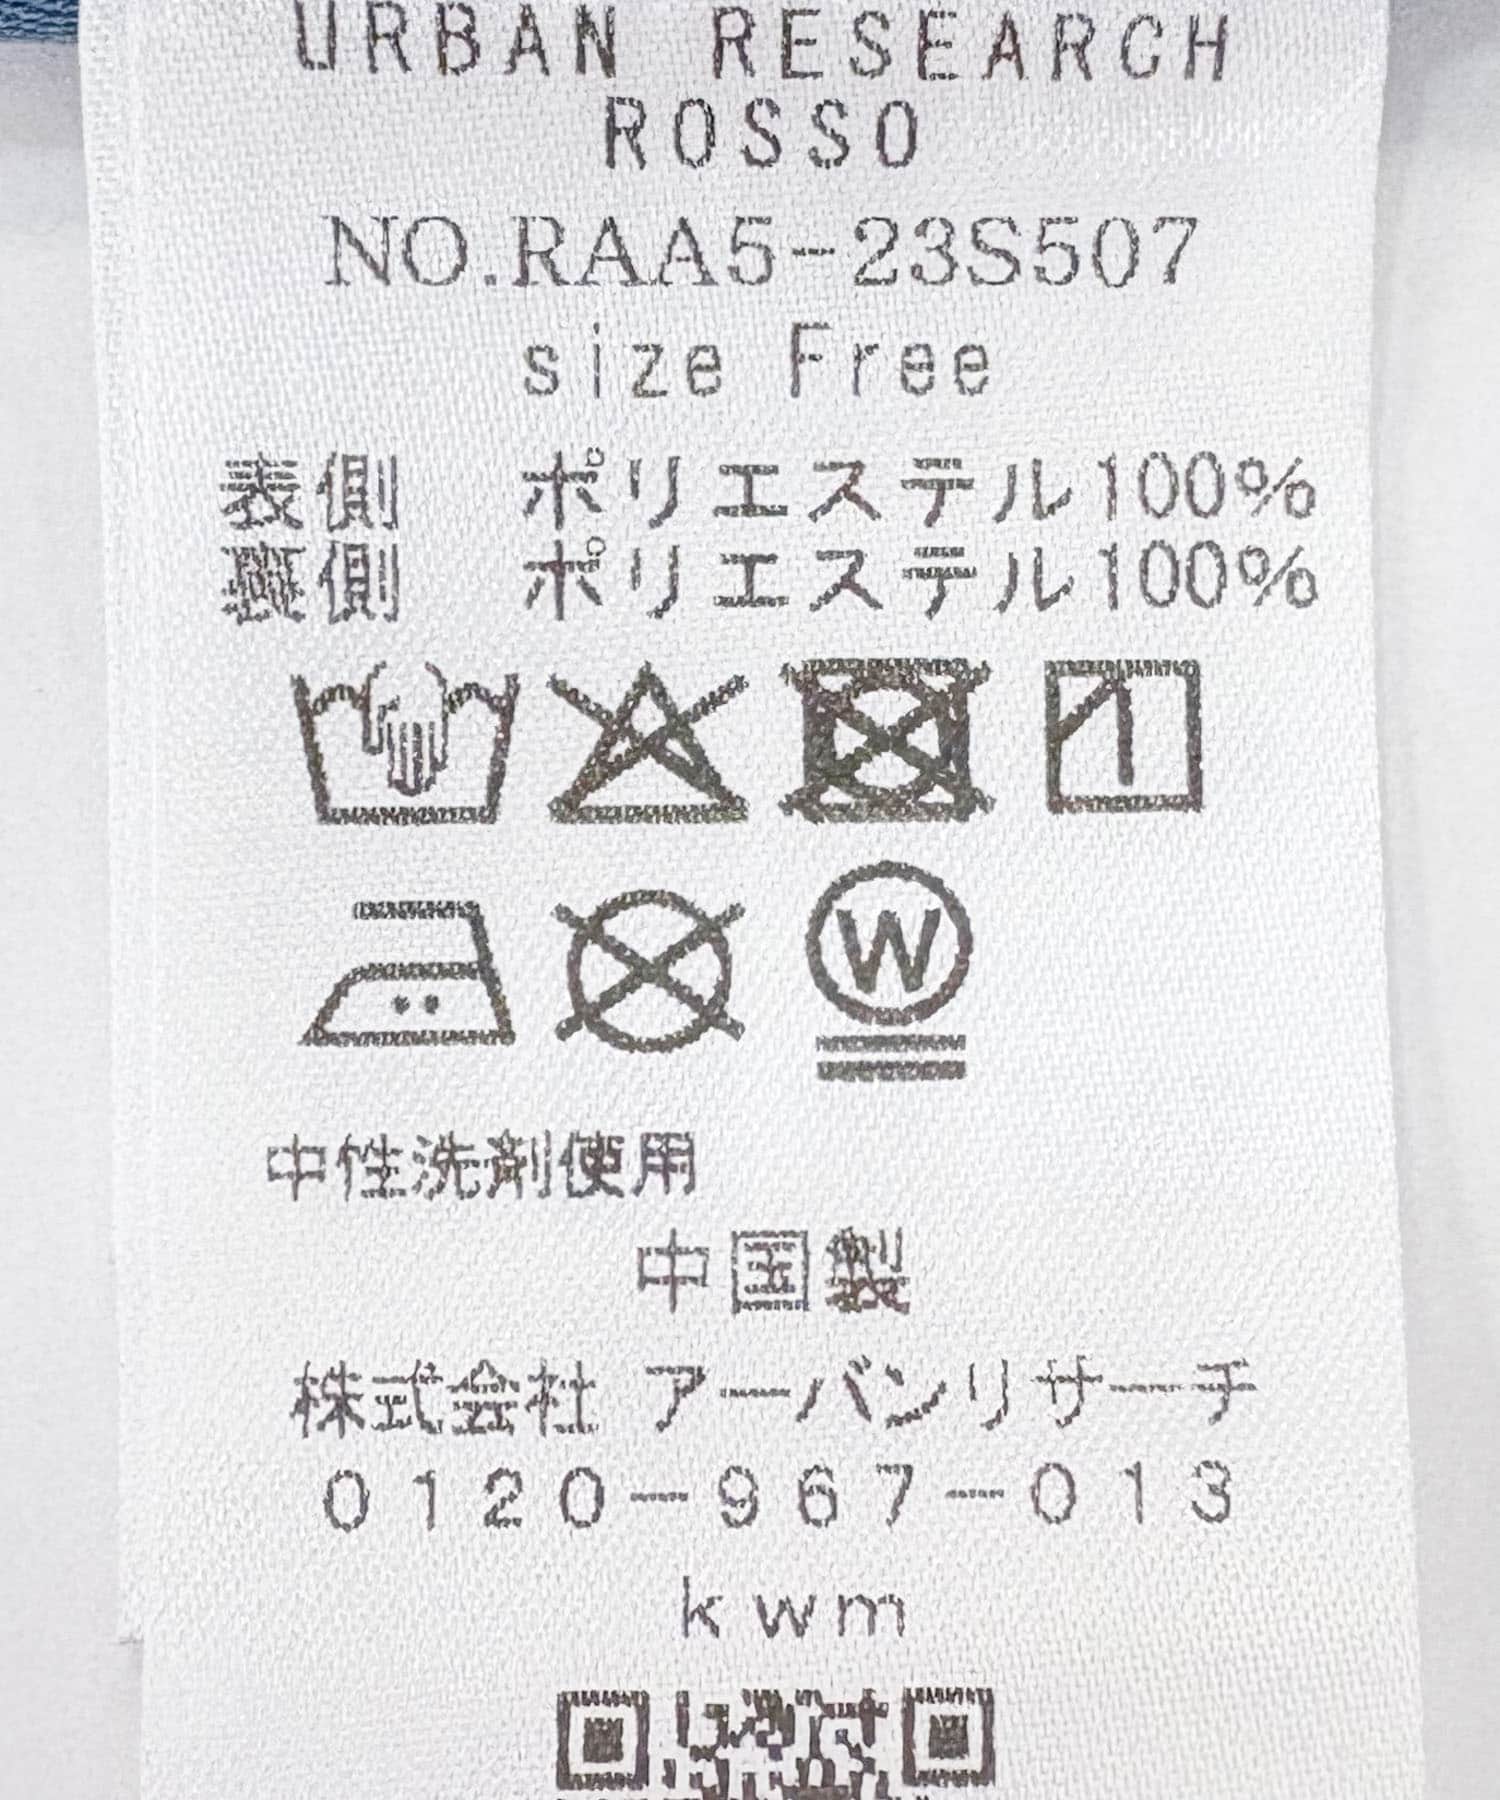 URBAN RESEARCH
ROSSO
NO.RAA5-23S507
size Free
表側 ポリエステル100%
裏側 ポリエステル100%
W
中性洗剤使用
中国製
株式会社 アーバンリサーチ
0120-967-013
kwm